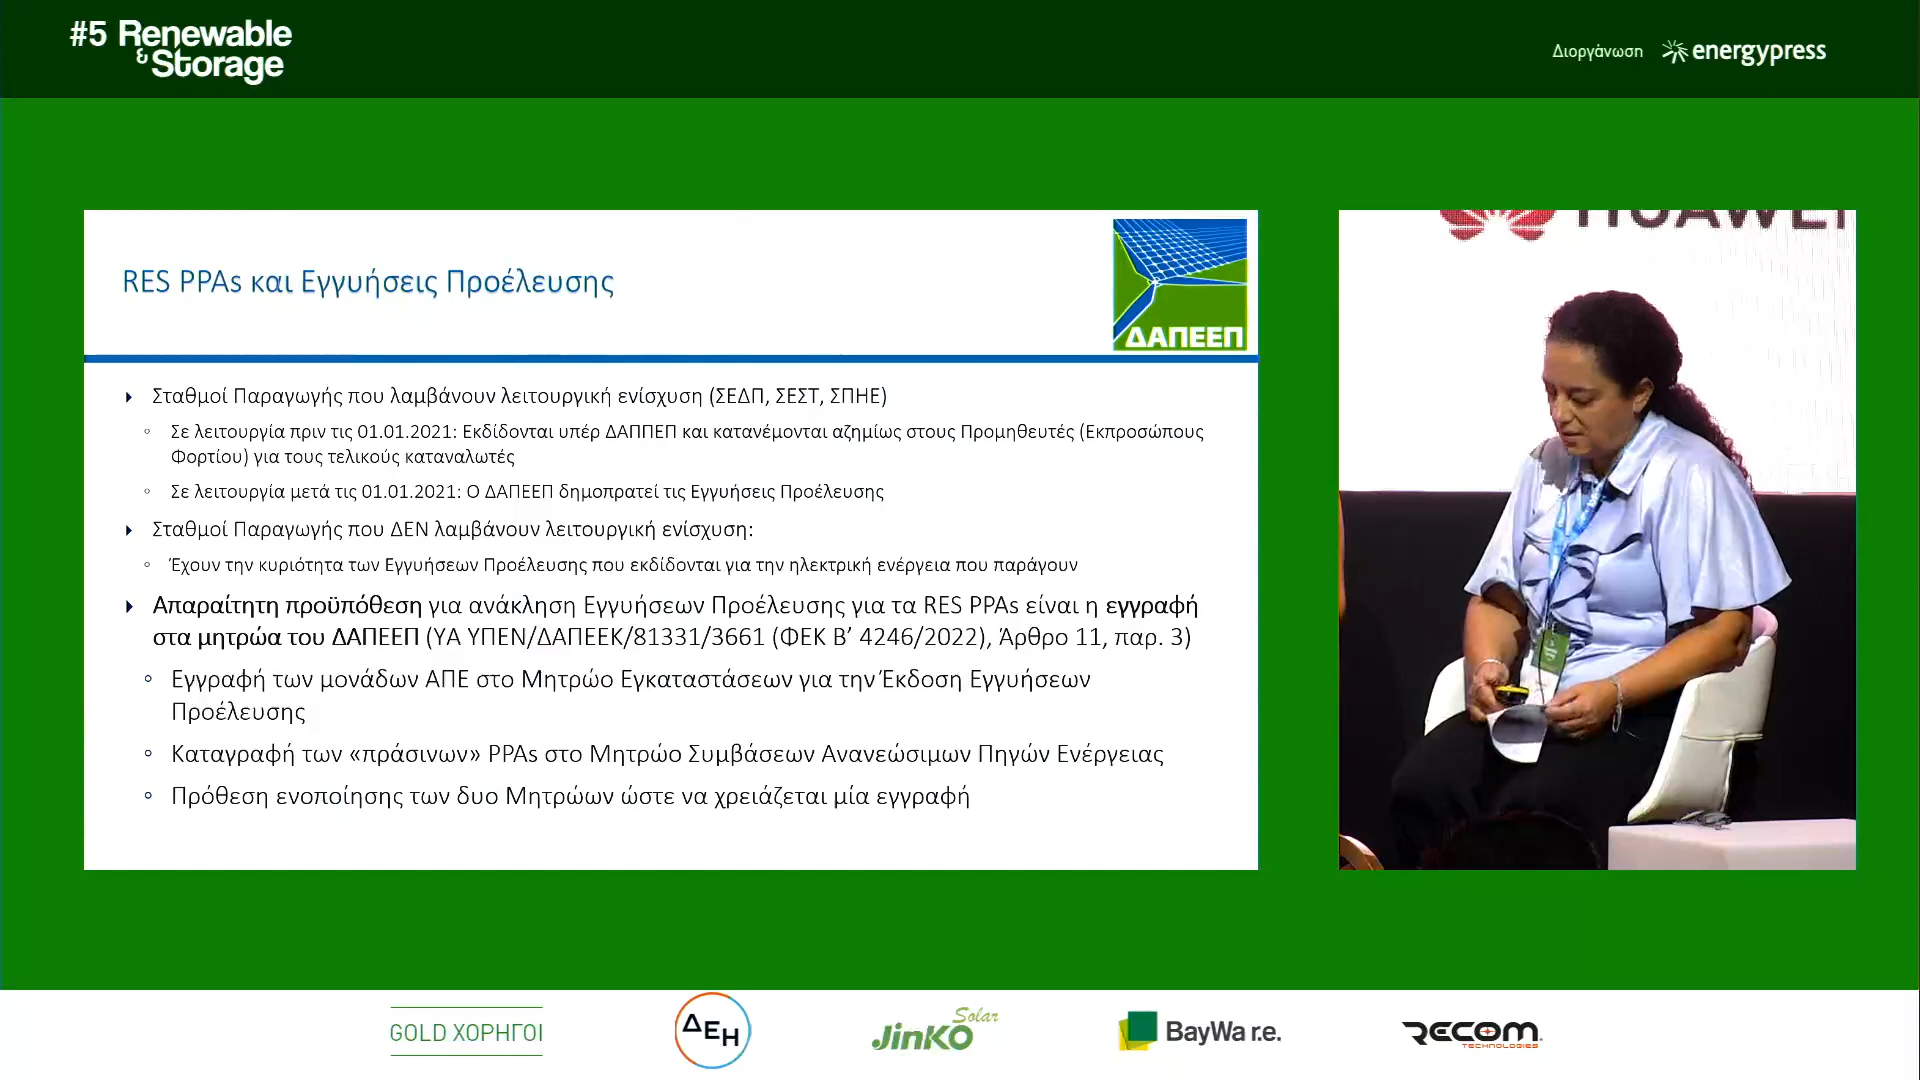 #5 Renewable
& Storage
Διοργάνωση energypress
HUAWEI
RES PPAs και Εγγυήσεις Προέλευσης
ΔΑΠΕΕΠ
Σταθμοί Παραγωγής που λαμβάνουν λειτουργική ενίσχυση (ΣΕΔΠ, ΣΕΣΤ, ΣΠΗΕ)
Σε λειτουργία πριν τις 01.01.2021: Εκδίδονται υπέρ ΔΑΠΠΕΠ και κατανέμονται αζημίως στους Προμηθευτές (Εκπροσώπους
Φορτίου) για τους τελικούς καταναλωτές
Σε λειτουργία μετά τις 01.01.2021: Ο ΔΑΠΕΕΠ δημοπρατεί τις Εγγυήσεις Προέλευσης
Σταθμοί Παραγωγής που ΔΕΝ λαμβάνουν λειτουργική ενίσχυση:
Έχουν την κυριότητα των Εγγυήσεων Προέλευσης που εκδίδονται για την ηλεκτρική ενέργεια που παράγουν
Απαραίτητη προϋπόθεση για ανάκληση Εγγυήσεων Προέλευσης για τα RES PPAs είναι η εγγραφή
στα μητρώα του ΔΑΠΕΕΠ (ΥΑ ΥΠΕΝ/ΔΑΠΕΕΚ/81331/3661 (ΦΕΚ Β’ 4246/2022), Άρθρο 11, παρ. 3)
Εγγραφή των μονάδων ΑΠΕ στο Μητρώο Εγκαταστάσεων για την Έκδοση Εγγυήσεων
Προέλευσης
Καταγραφή των «πράσινων» PPAs στο Μητρώο Συμβάσεων Ανανεώσιμων Πηγών Ενέργειας
Πρόθεση ενοποίησης των δυο Μητρώων ώστε να χρειάζεται μία εγγραφή
GOLD ΧΟΡΗΓΟΙ
ΔΕΗ
JinKO Solar
BayWa r.e.
RECOM
TECHNOLOGIES